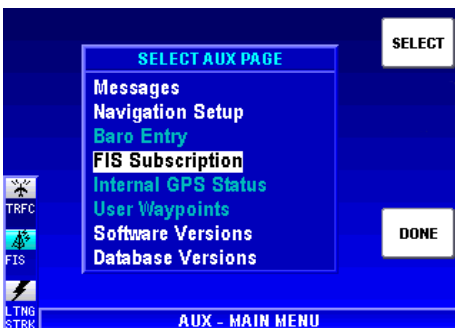 SELECT
SELECT AUX PAGE
Messages
Navigation Setup
Baro Entry
FIS Subscription
Internal GPS Status
User Waypoints
Software Versions
Database Versions
TRFC
FIS
LTNG
STRK
DONE
AUX - MAIN MENU